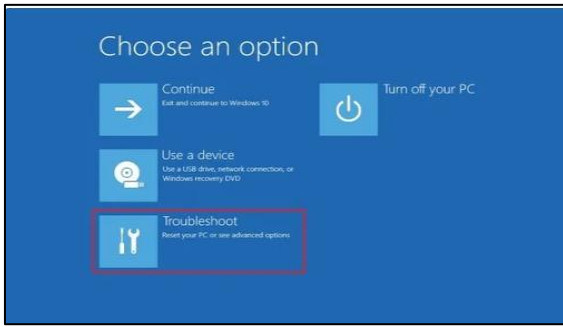 Choose an option
Continue
Exit and continue to Windows 10
Turn off your PC
Use a device
Use a USB drive, network connection, or
Windows recovery DVD
Troubleshoot
Reset your PC or see advanced options